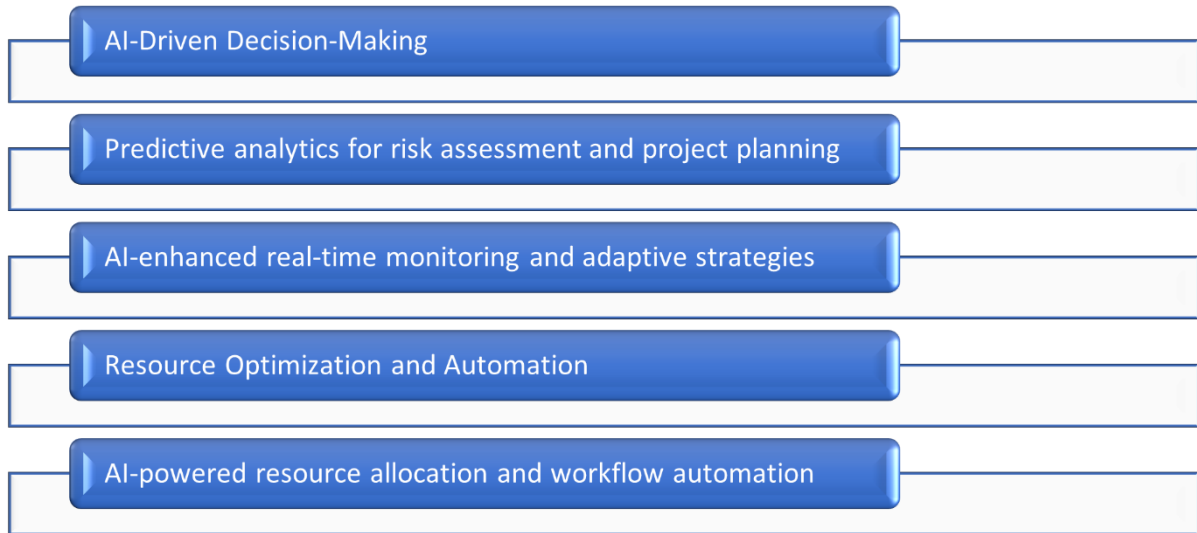 AI-Driven Decision-Making
Predictive analytics for risk assessment and project planning
AI-enhanced real-time monitoring and adaptive strategies
Resource Optimization and Automation
AI-powered resource allocation and workflow automation